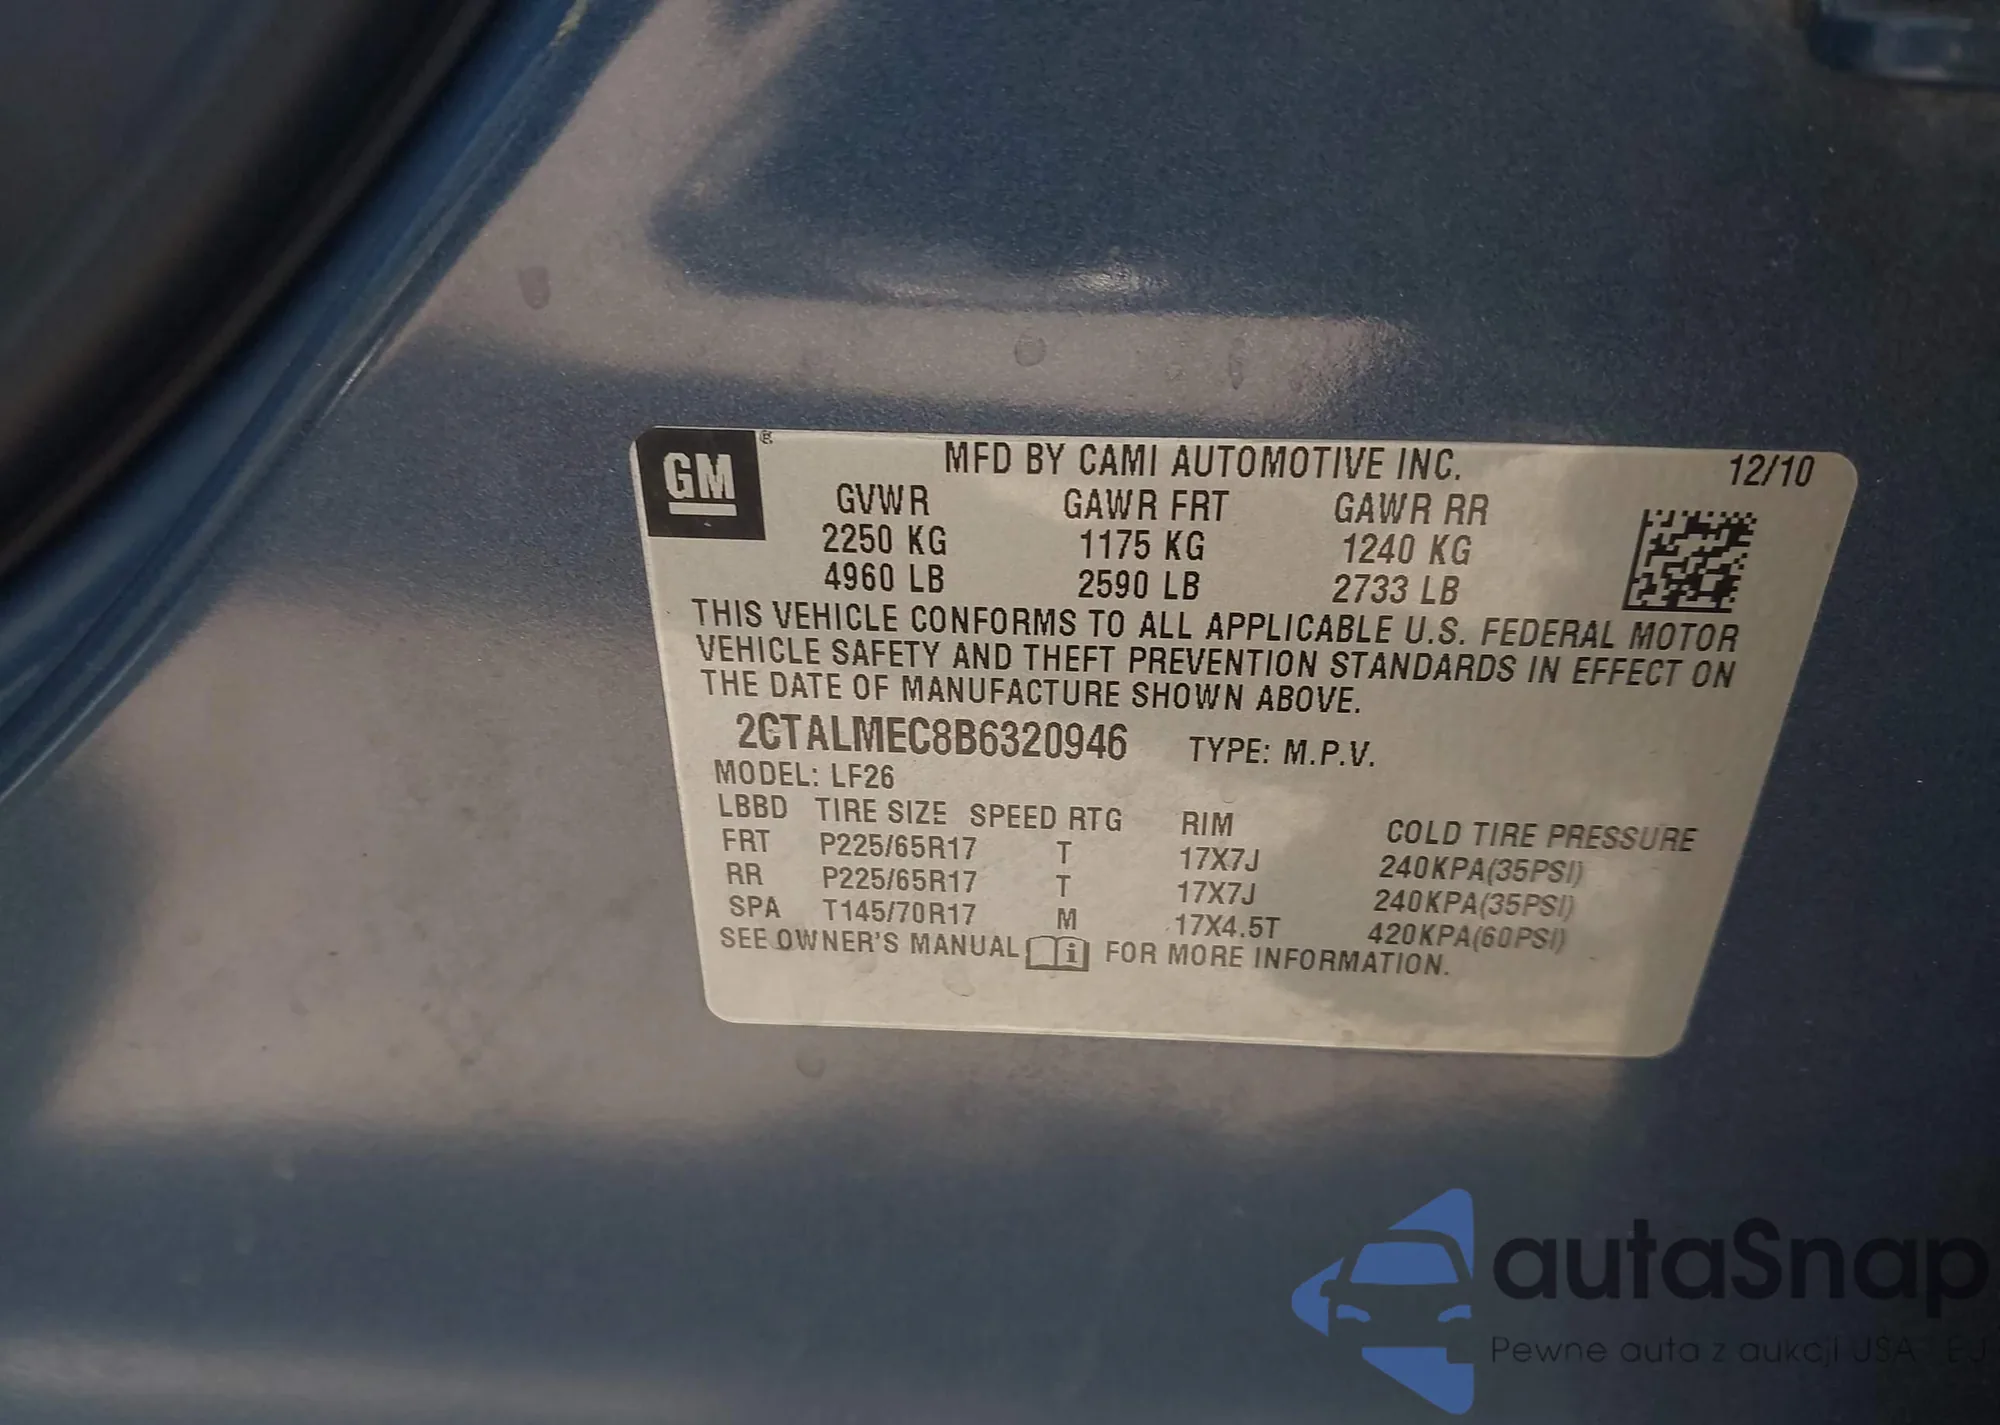 GM ®
MFD BY CAMI AUTOMOTIVE INC. 12/10
GVWR GAWR FRT GAWR RR
2250 KG 1175 KG 1240 KG
4960 LB 2590 LB 2733 LB
THIS VEHICLE CONFORMS TO ALL APPLICABLE U.S. FEDERAL MOTOR
VEHICLE SAFETY AND THEFT PREVENTION STANDARDS IN EFFECT ON
THE DATE OF MANUFACTURE SHOWN ABOVE.
2CTALMEC8B6320946 TYPE: M.P.V.
MODEL: LF26
LBBD TIRE SIZE SPEED RTG RIM COLD TIRE PRESSURE
FRT P225/65R17 T 17X7J 240KPA(35PSI)
RR P225/65R17 T 17X7J 240KPA(35PSI)
SPA T145/70R17 M 17X4.5T 420KPA(60PSI)
SEE OWNER'S MANUAL i FOR MORE INFORMATION.
autaSnap
Pewne auta z aukcji USA